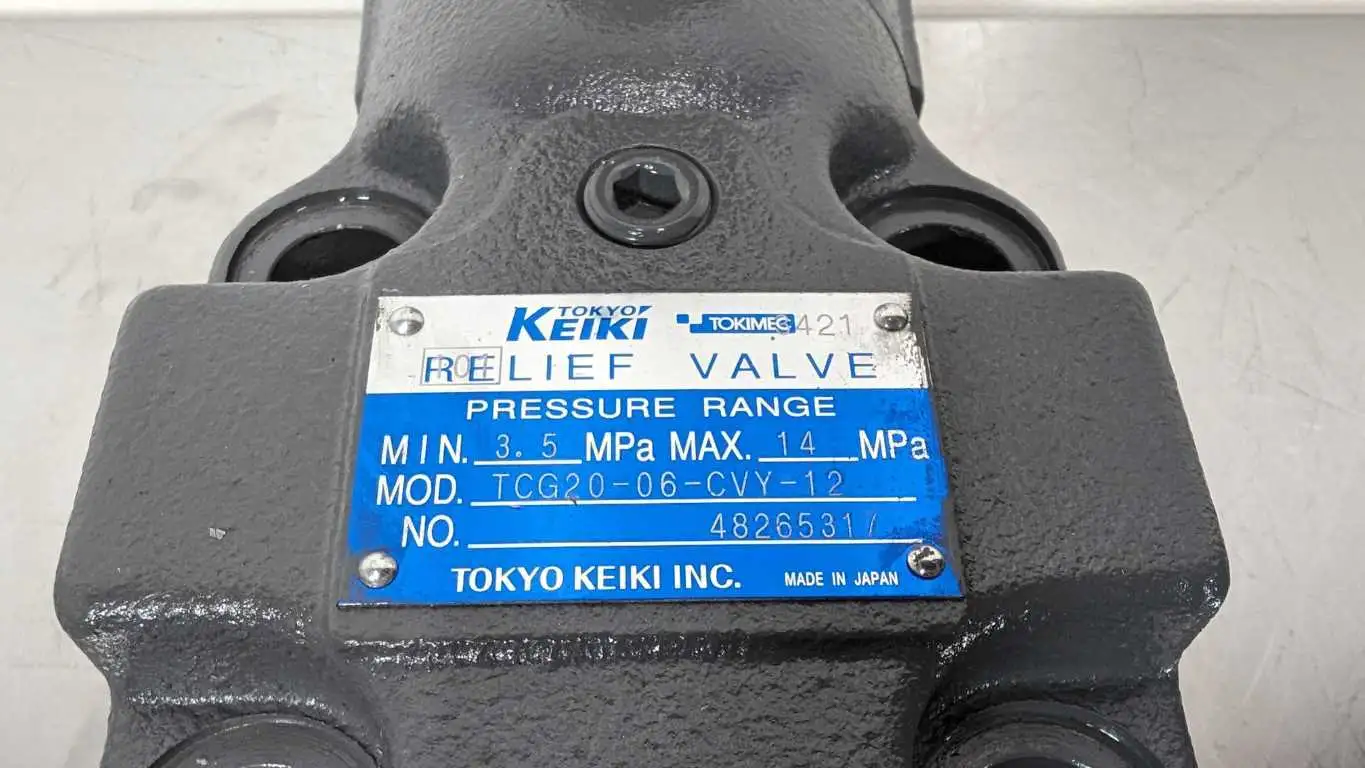 TOKYO KEIKI TOKIMEC 421
RELIEF VALVE
PRESSURE RANGE
MIN. 3.5 MPa MAX. 14 MPa
MOD. TCG20-06-CVY-12
NO. 48265317
TOKYO KEIKI INC. MADE IN JAPAN